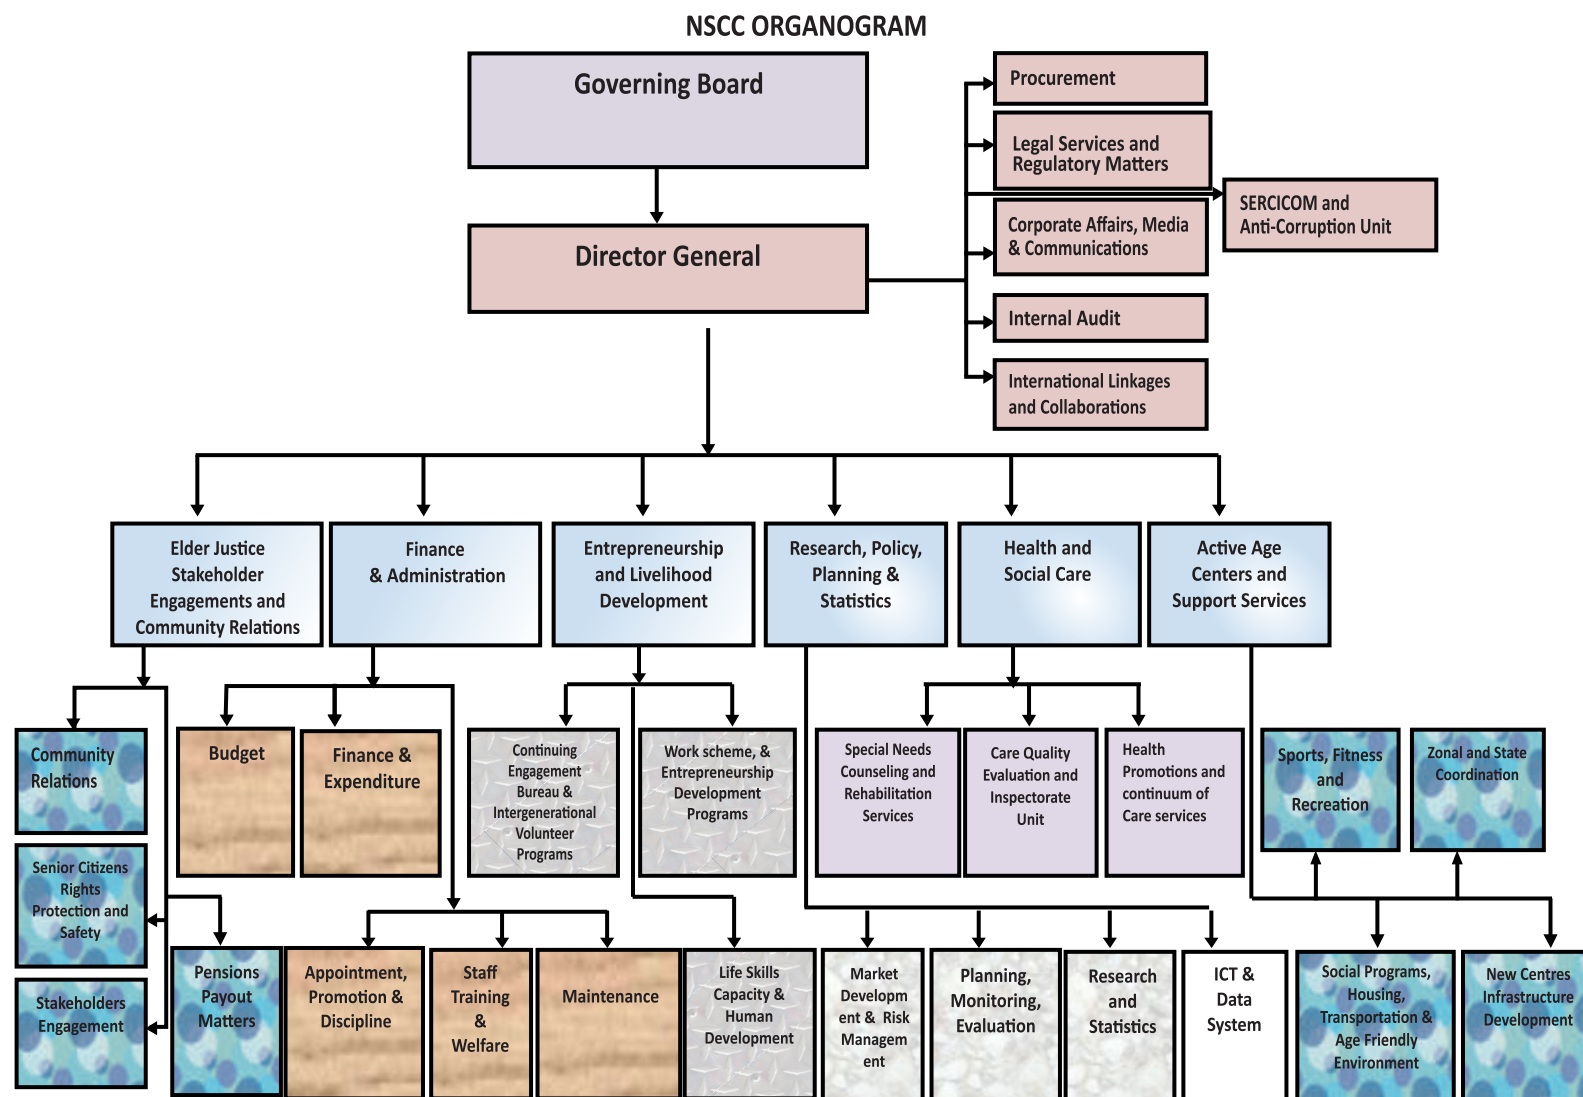 NSCC ORGANOGRAM
Governing Board
Director General
Procurement
Legal Services and
Regulatory Matters
SERCICOM and
Anti-Corruption Unit
Corporate Affairs, Media
& Communications
Internal Audit
International Linkages
and Collaborations
Elder Justice
Stakeholder
Engagements and
Community Relations
Finance
& Administration
Entrepreneurship
and Livelihood
Development
Research, Policy,
Planning &
Statistics
Health and
Social Care
Active Age
Centers and
Support Services
Community
Relations
Budget
Finance &
Expenditure
Continuing
Engagement
Bureau &
Intergenerational
Volunteer
Programs
Work scheme, &
Entrepreneurship
Development
Programs
Special Needs
Counseling and
Rehabilitation
Services
Care Quality
Evaluation and
Inspectorate
Unit
Health
Promotions and
continuum of
Care services
Sports, Fitness
and
Recreation
Zonal and State
Coordination
Senior Citizens
Rights
Protection and
Safety
Stakeholders
Engagement
Pensions
Payout
Matters
Appointment,
Promotion &
Discipline
Staff
Training
&
Welfare
Maintenance
Life Skills
Capacity &
Human
Development
Market
Developm
ent & Risk
Managem
ent
Planning,
Monitoring,
Evaluation
Research
and
Statistics
ICT &
Data
System
Social Programs,
Housing,
Transportation &
Age Friendly
Environment
New Centres
Infrastructure
Development